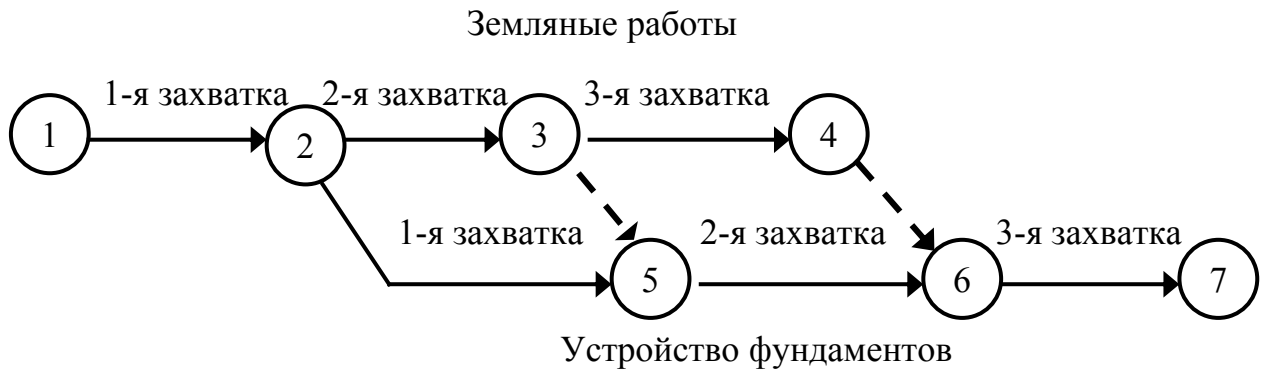 Земляные работы
1-я захватка 2-я захватка 3-я захватка
1 2 3 4
1-я захватка 2-я захватка 3-я захватка
5 6 7
Устройство фундаментов